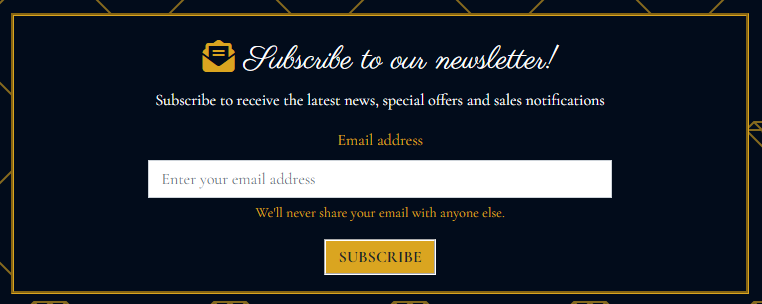 Subscribe to our newsletter!
Subscribe to receive the latest news, special offers and sales notifications
Email address
Enter your email address
We'll never share your email with anyone else.
SUBSCRIBE